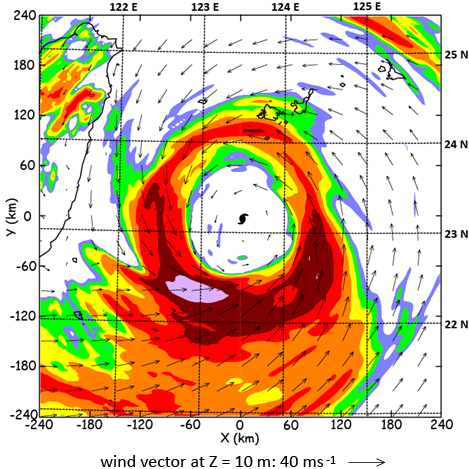 122 E 123 E 124 E 125 E
240
180 25 N
120
24 N
60
Y (km) 0
23 N
-60
-120 22 N
-180
-240
-240 -180 -120 -60 0 60 120 180 240
X (km)
wind vector at Z = 10 m: 40 ms-1